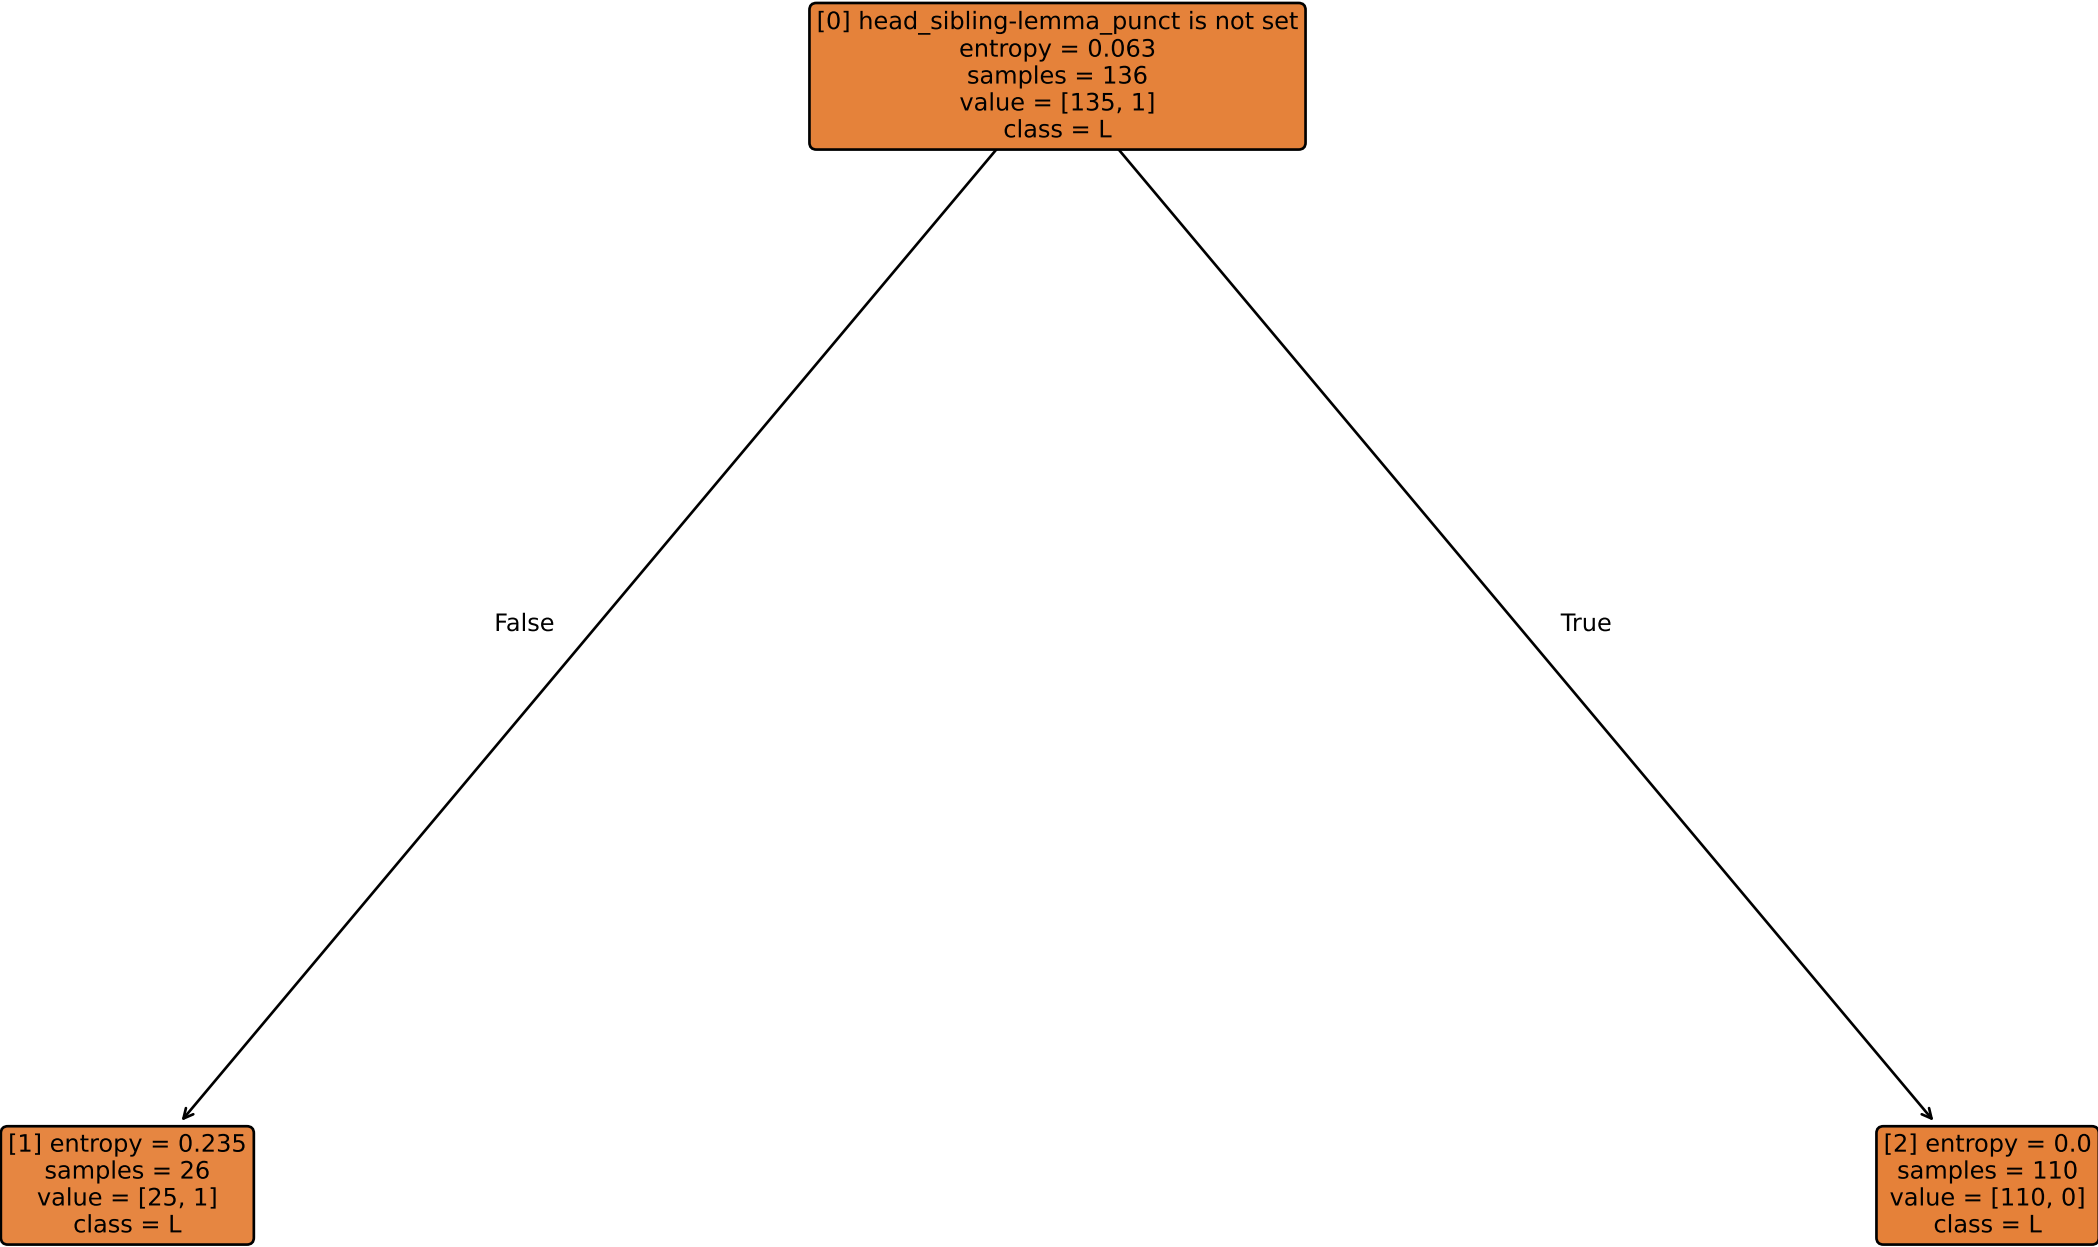 [0] head_sibling-lemma_punct is not set
entropy = 0.063
samples = 136
value = [135, 1]
class = L
False
True
[1] entropy = 0.235
samples = 26
value = [25, 1]
class = L
[2] entropy = 0.0
samples = 110
value = [110, 0]
class = L